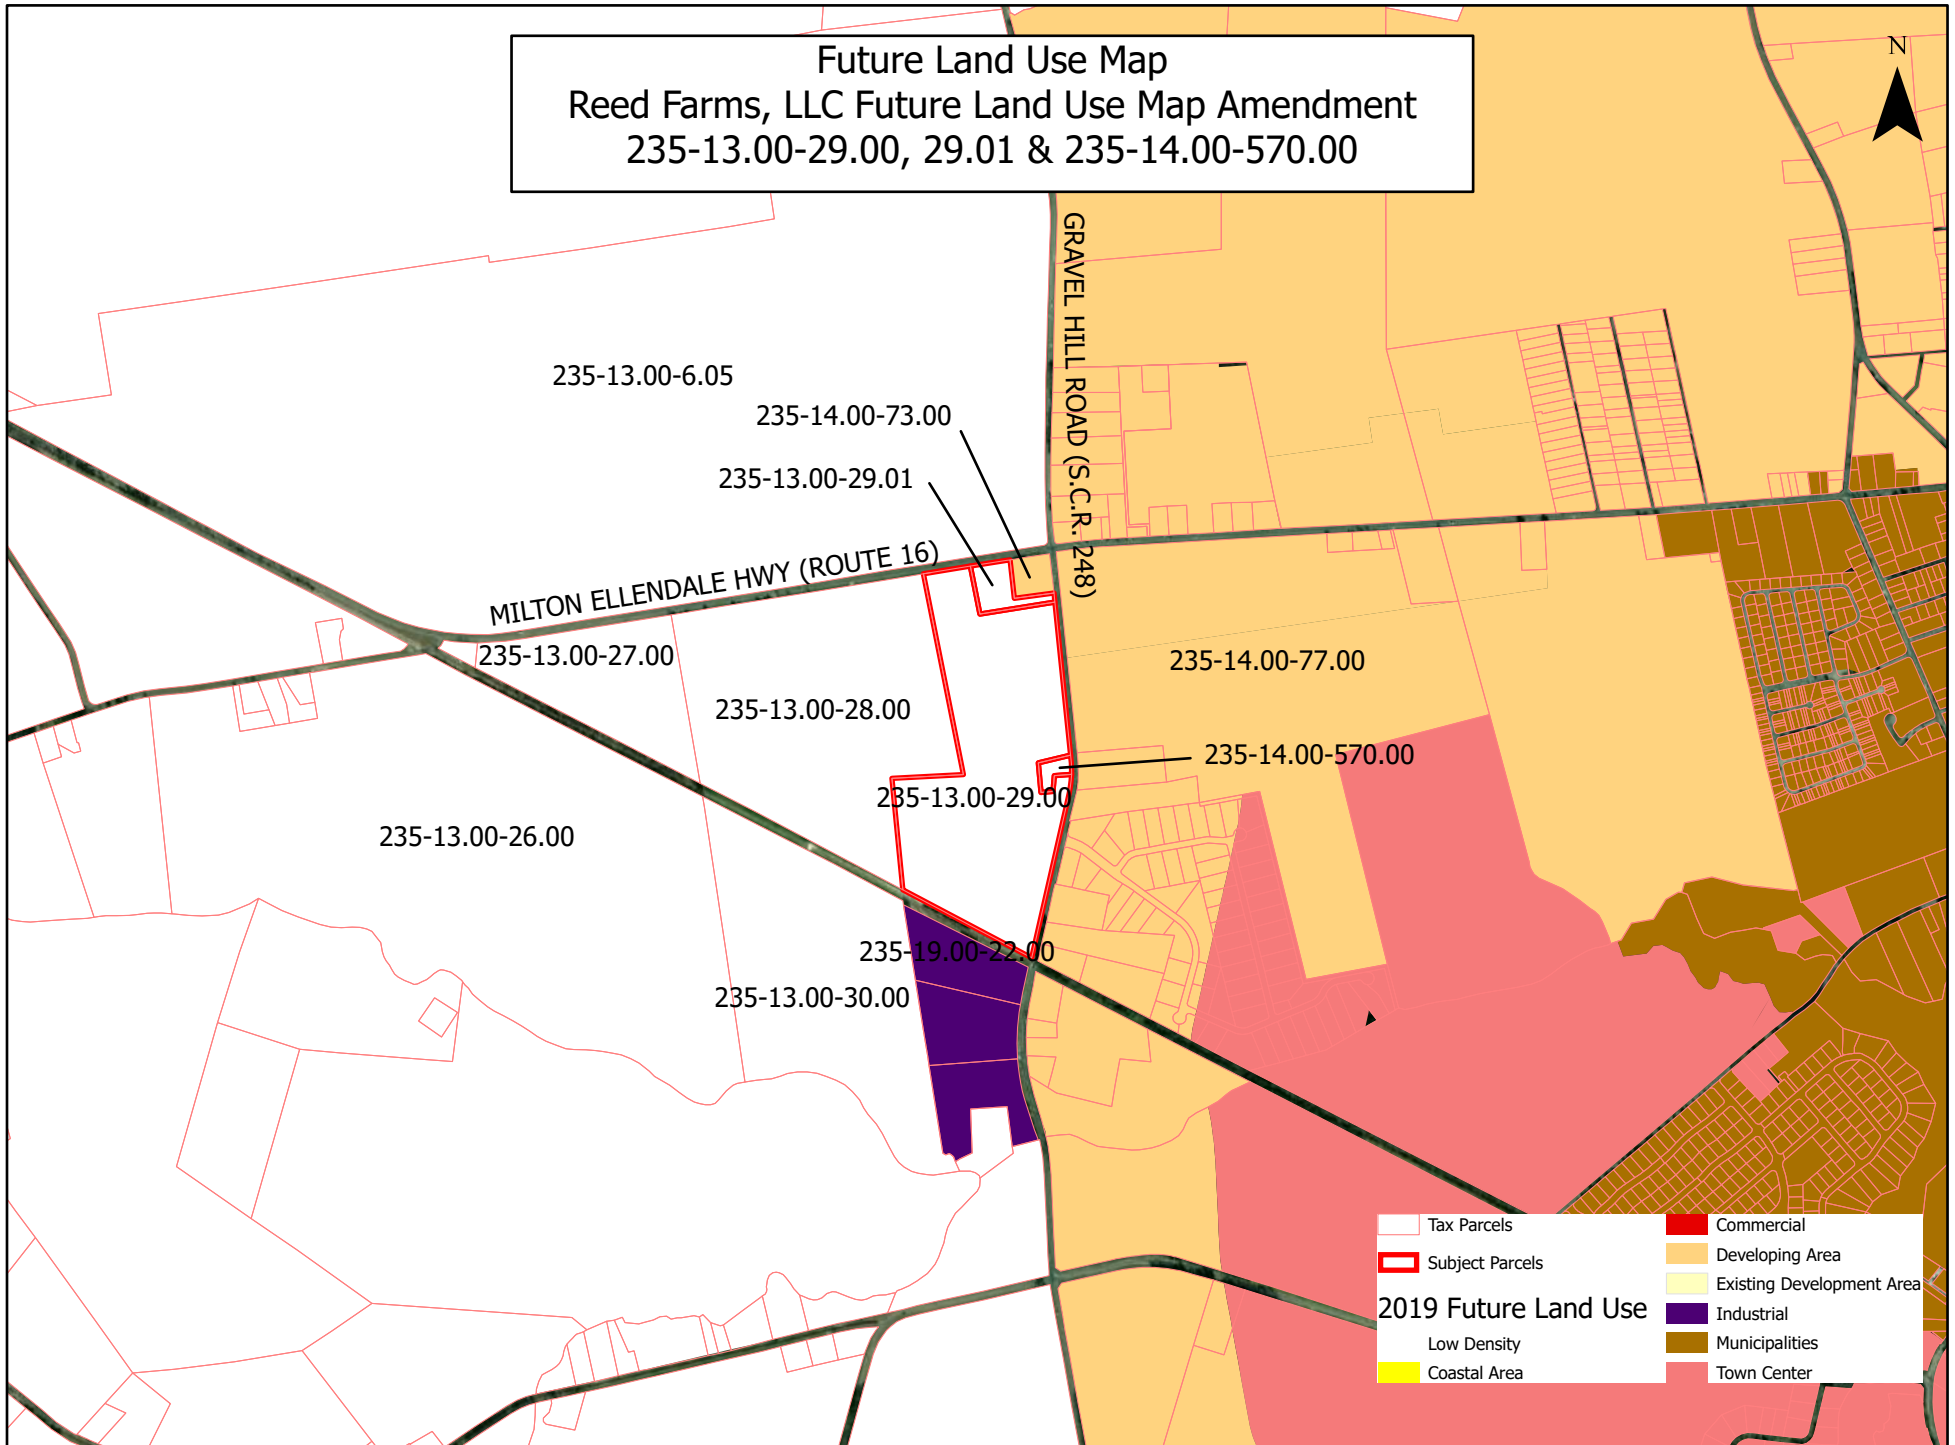 Future Land Use Map
Reed Farms, LLC Future Land Use Map Amendment
235-13.00-29.00, 29.01 & 235-14.00-570.00
N
GRAVEL HILL ROAD (S.C.R. 248)
235-13.00-6.05
235-14.00-73.00
235-13.00-29.01
MILTON ELLENDALE HWY (ROUTE 16)
235-13.00-27.00
235-14.00-77.00
235-13.00-28.00
235-14.00-570.00
235-13.00-29.00
235-13.00-26.00
235-19.00-22.00
235-13.00-30.00
Tax Parcels
Subject Parcels
2019 Future Land Use
Low Density
Coastal Area
Commercial
Developing Area
Existing Development Area
Industrial
Municipalities
Town Center